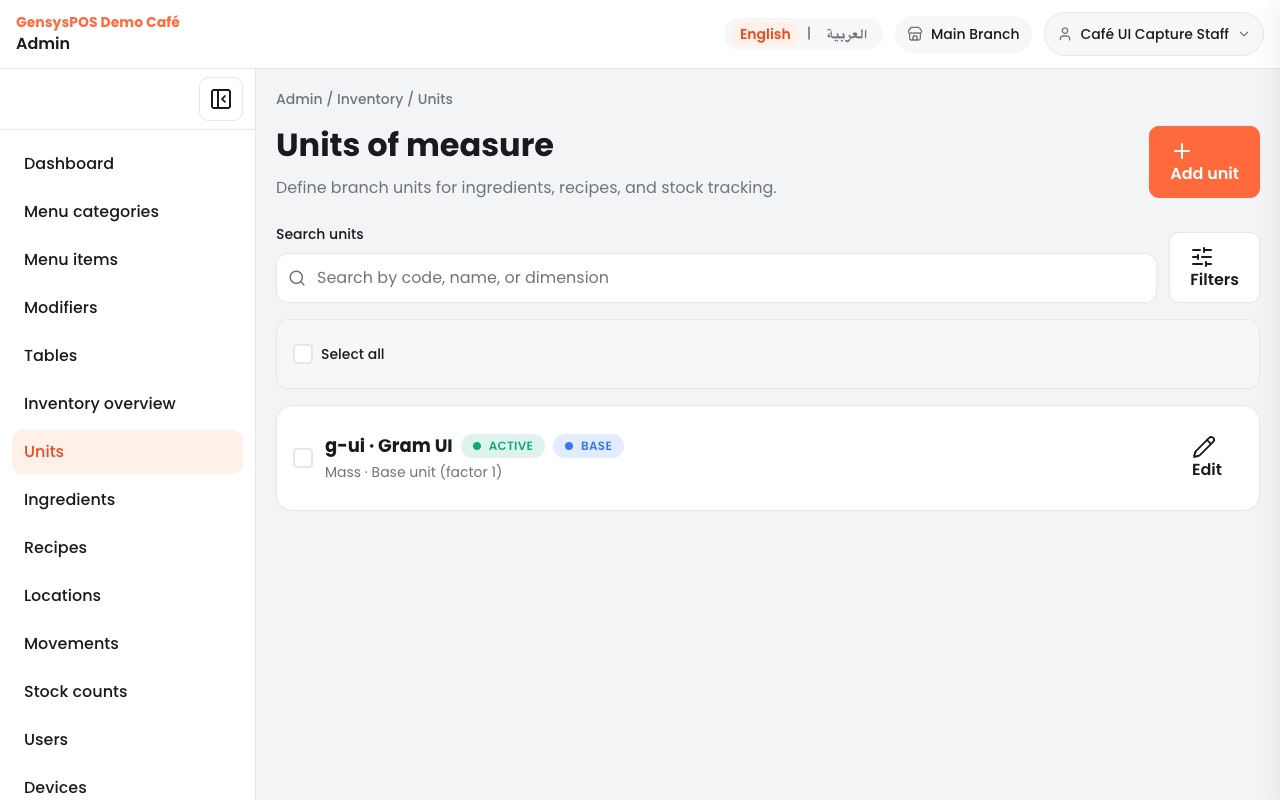 GensysPOS Demo Café
Admin
English | العربية
Main Branch
Café UI Capture Staff
Admin / Inventory / Units
Units of measure
Define branch units for ingredients, recipes, and stock tracking.
Add unit
Search units
Search by code, name, or dimension
Filters
Select all
g-ui · Gram UI ACTIVE BASE
Mass · Base unit (factor 1)
Edit
Dashboard
Menu categories
Menu items
Modifiers
Tables
Inventory overview
Units
Ingredients
Recipes
Locations
Movements
Stock counts
Users
Devices